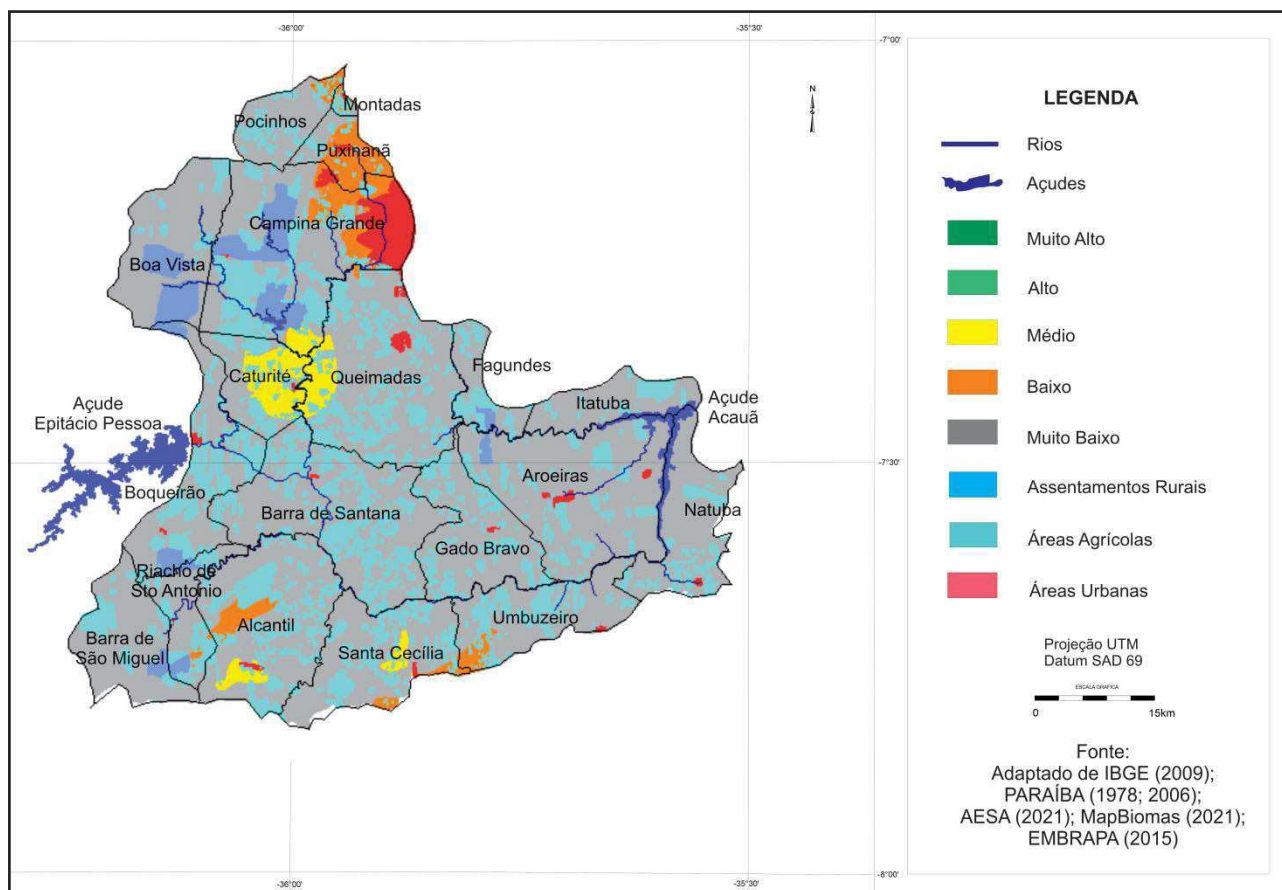 -36°00'
-35°30'
-7°00'
N
Montadas
Pocinhos
Puxinanã
Campina Grande
Boa Vista
Fagundes
Caturité
Queimadas
Itatuba
Açude
Acauã
Açude
Epitácio Pessoa
-7°30'
Aroeiras
Boqueirão
Natuba
Barra de Santana
Gado Bravo
Riacho de
Sto Antonio
Umbuzeiro
Alcantil
Barra de
São Miguel
Santa Cecília
-36°00'
-35°30'
-8°00'
LEGENDA
Rios
Açudes
Muito Alto
Alto
Médio
Baixo
Muito Baixo
Assentamentos Rurais
Áreas Agrícolas
Áreas Urbanas
Projeção UTM
Datum SAD 69
ESCALA GRAFICA
0 15km
Fonte:
Adaptado de IBGE (2009);
PARAÍBA (1978; 2006);
AESA (2021); MapBiomas (2021);
EMBRAPA (2015)